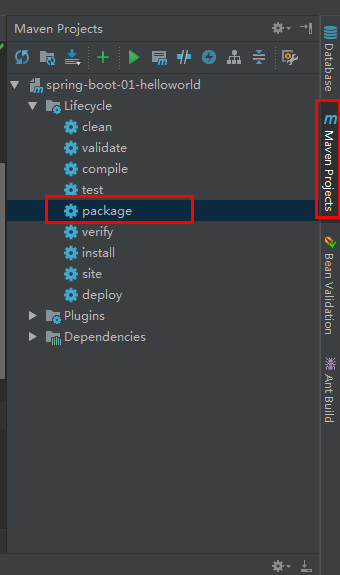 Maven Projects
spring-boot-01-helloworld
Lifecycle
clean
validate
compile
test
package
verify
install
site
deploy
Plugins
Dependencies
Database
Maven Projects
Bean Validation
Ant Build